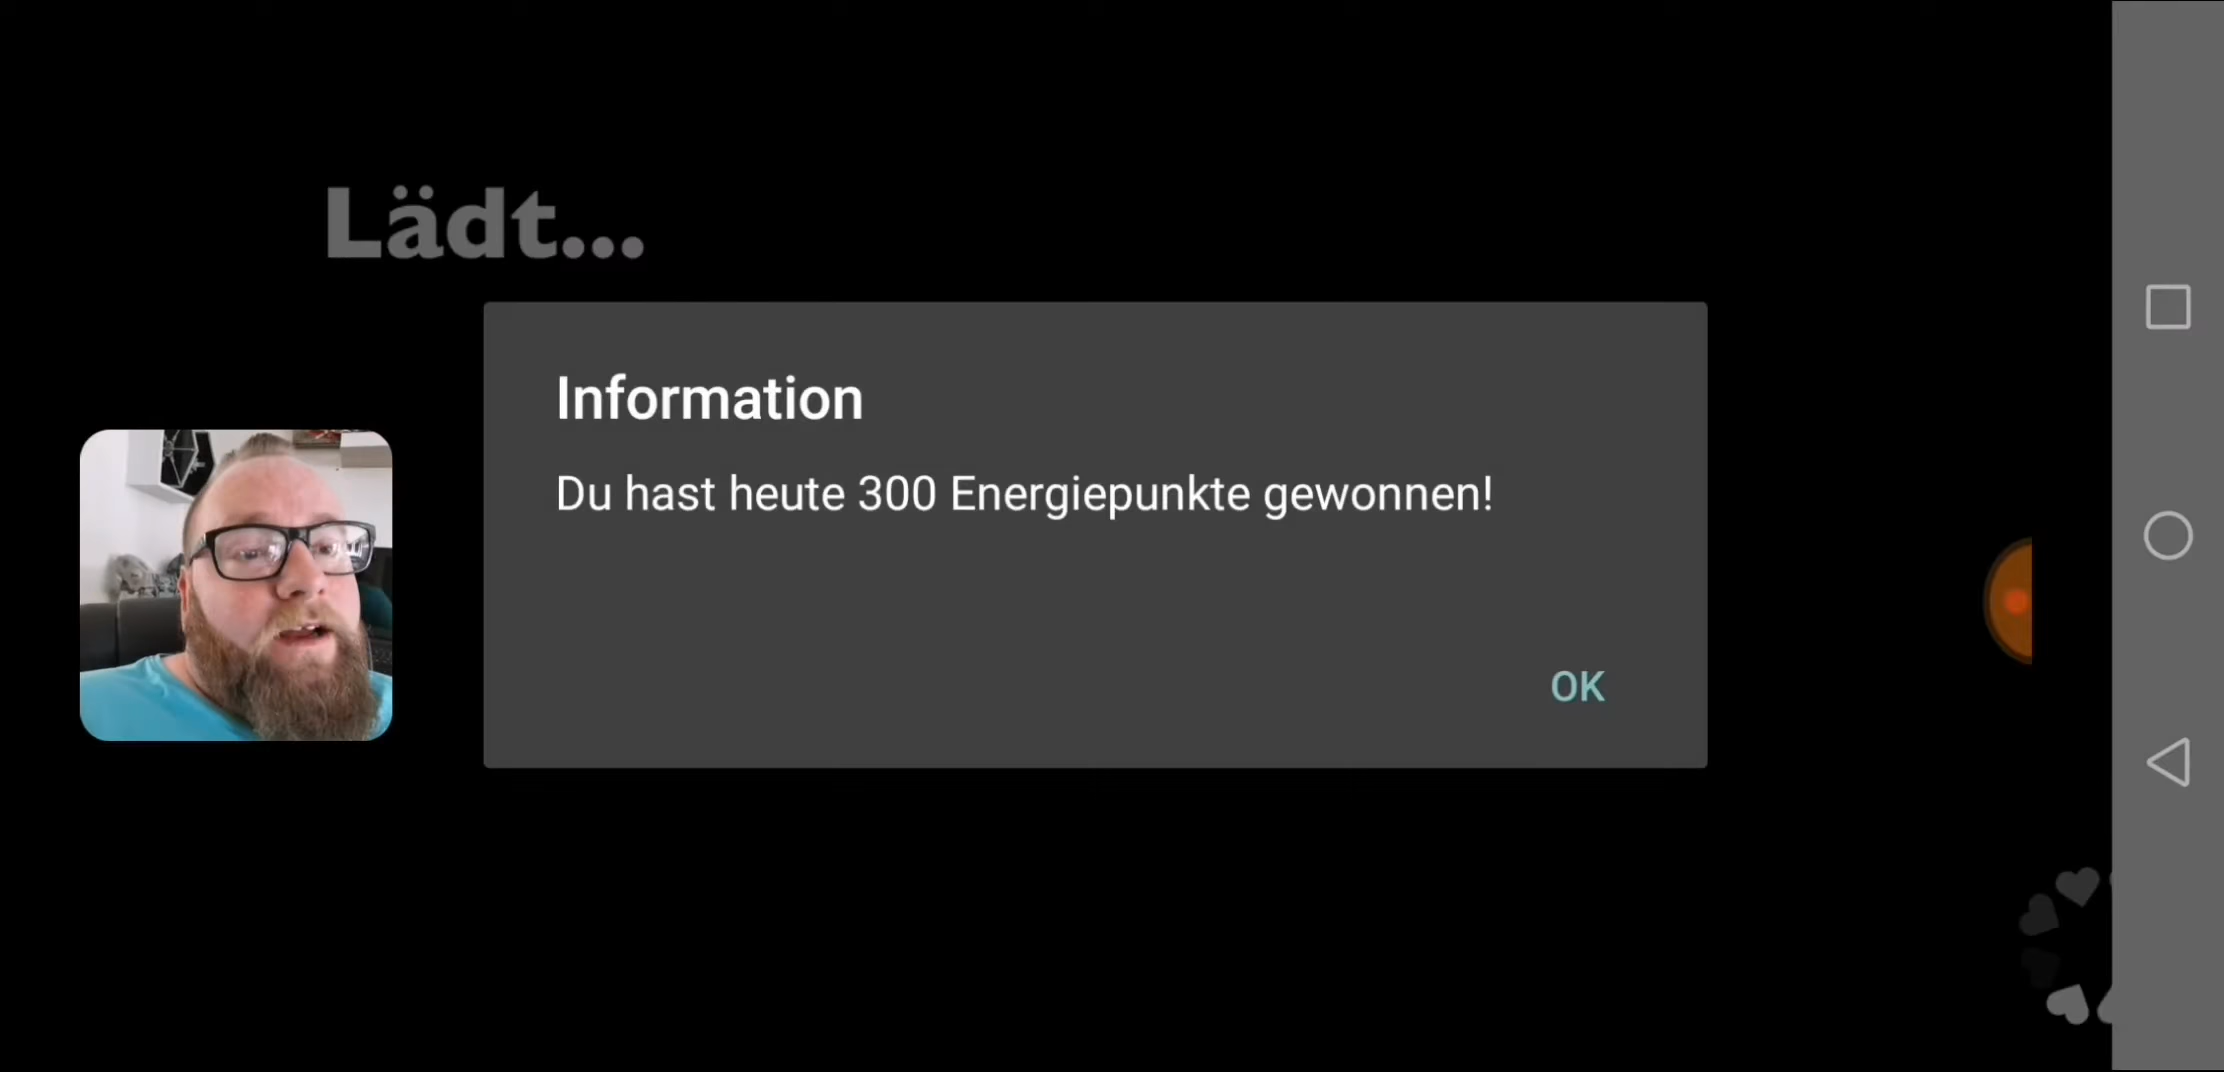 Lädt...
Information
Du hast heute 300 Energiepunkte gewonnen!
OK